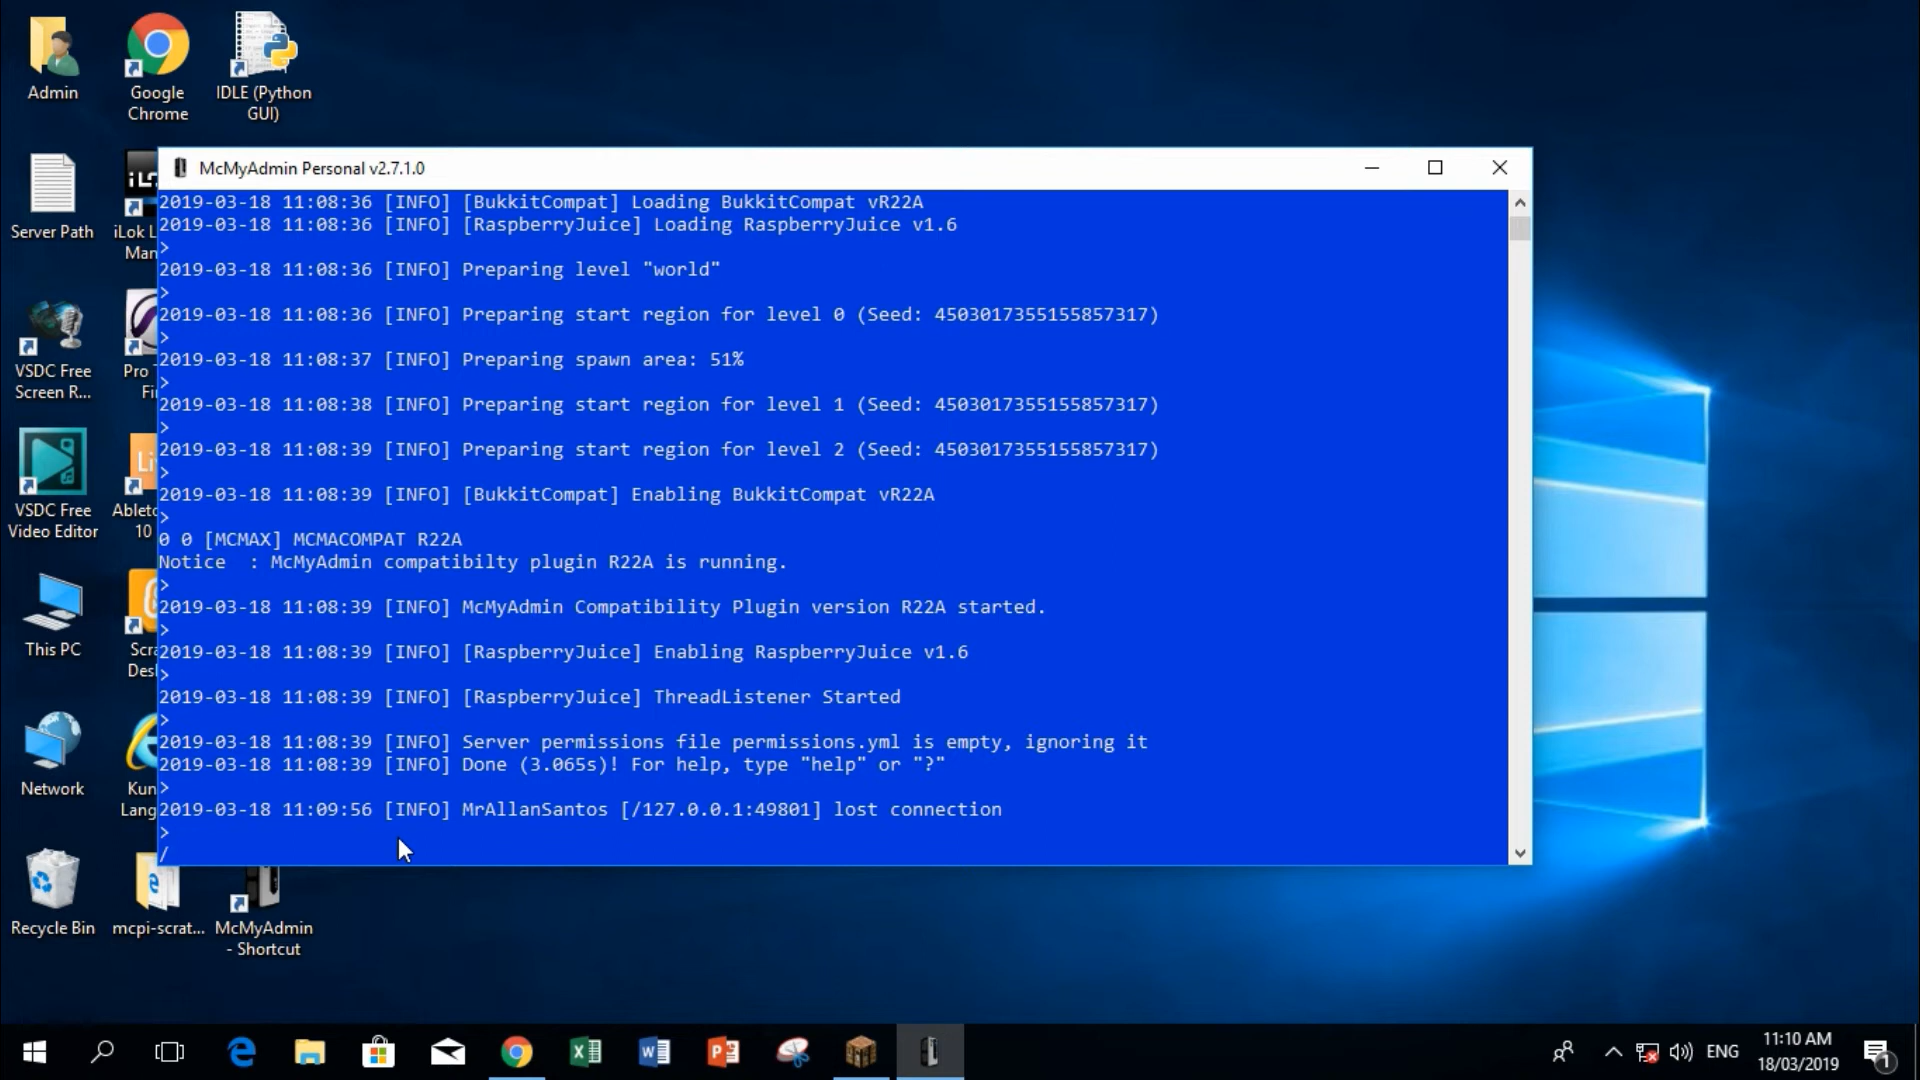 Admin
Google
Chrome
IDLE (Python
GUI)
Server Path
iLok L
Man
VSDC Free
Screen R...
Pro
Fi
VSDC Free
Video Editor
Ablet
10
This PC
Scra
Des
Network
Kun
Lang
Recycle Bin
mcpi-scrat...
McMyAdmin
- Shortcut
McMyAdmin Personal v2.7.1.0
2019-03-18 11:08:36 [INFO] [BukkitCompat] Loading BukkitCompat vR22A
2019-03-18 11:08:36 [INFO] [RaspberryJuice] Loading RaspberryJuice v1.6
>
2019-03-18 11:08:36 [INFO] Preparing level "world"
>
2019-03-18 11:08:36 [INFO] Preparing start region for level 0 (Seed: 4503017355155857317)
>
2019-03-18 11:08:37 [INFO] Preparing spawn area: 51%
>
2019-03-18 11:08:38 [INFO] Preparing start region for level 1 (Seed: 4503017355155857317)
>
2019-03-18 11:08:39 [INFO] Preparing start region for level 2 (Seed: 4503017355155857317)
>
2019-03-18 11:08:39 [INFO] [BukkitCompat] Enabling BukkitCompat vR22A
>
0 0 [MCMAX] MCMACOMPAT R22A
Notice  : McMyAdmin compatibilty plugin R22A is running.
>
2019-03-18 11:08:39 [INFO] McMyAdmin Compatibility Plugin version R22A started.
>
2019-03-18 11:08:39 [INFO] [RaspberryJuice] Enabling RaspberryJuice v1.6
>
2019-03-18 11:08:39 [INFO] [RaspberryJuice] ThreadListener Started
>
2019-03-18 11:08:39 [INFO] Server permissions file permissions.yml is empty, ignoring it
2019-03-18 11:08:39 [INFO] Done (3.065s)! For help, type "help" or "?"
>
2019-03-18 11:09:56 [INFO] MrAllanSantos [/127.0.0.1:49801] lost connection
>
/
ENG
11:10 AM
18/03/2019
1